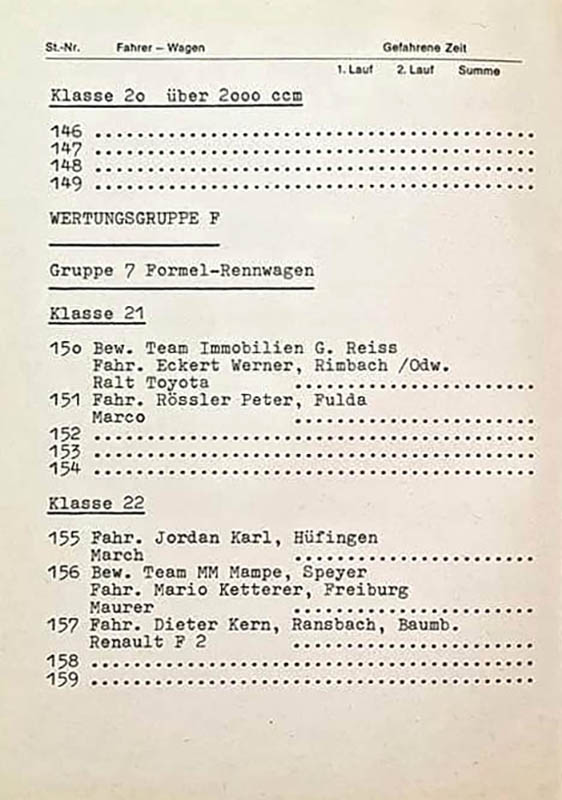 St.-Nr. Fahrer – Wagen Gefahrene Zeit
1. Lauf 2. Lauf Summe
Klasse 2o über 2ooo ccm
146 ........................................
147 ........................................
148 ........................................
149 ........................................
WERTUNGSGRUPPE F
Gruppe 7 Formel-Rennwagen
Klasse 21
15o Bew. Team Immobilien G. Reiss
Fahr. Eckert Werner, Rimbach /Odw.
Ralt Toyota ......................
151 Fahr. Rössler Peter, Fulda
Marco ......................
152 ........................................
153 ........................................
154 ........................................
Klasse 22
155 Fahr. Jordan Karl, Hüfingen
March ......................
156 Bew. Team MM Mampe, Speyer
Fahr. Mario Ketterer, Freiburg
Maurer ......................
157 Fahr. Dieter Kern, Ransbach, Baumb.
Renault F 2 ......................
158 ........................................
159 ........................................